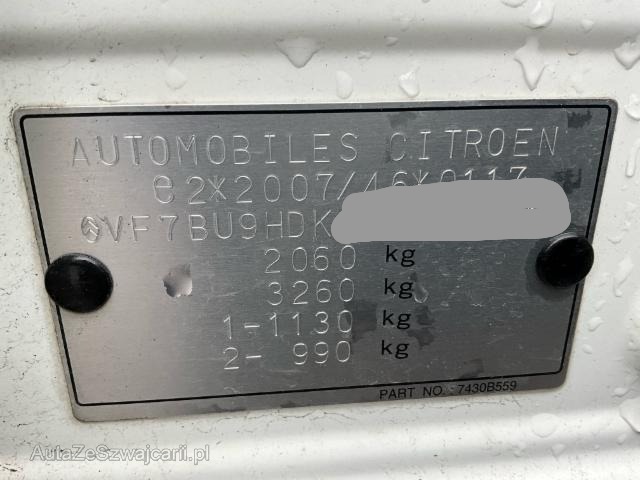 AUTOMOBILES CITROEN
e2*2007/46*0117
VF7BU9HDK
2060 kg
3260 kg
1-1130 kg
2- 990 kg
PART NO. 7430B559
AutaZeSzwajcarii.pl